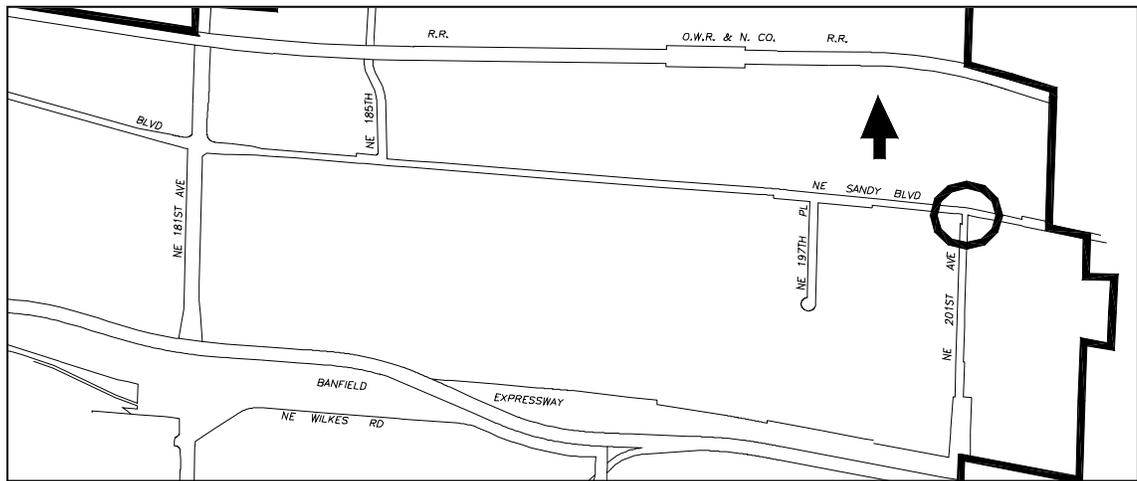 R.R.
O.W.R. & N. CO.
R.R.
BLVD
NE 185TH
NE 181ST AVE
NE SANDY BLVD
NE 197TH PL
NE 201ST AVE
BANFIELD EXPRESSWAY
NE WILKES RD